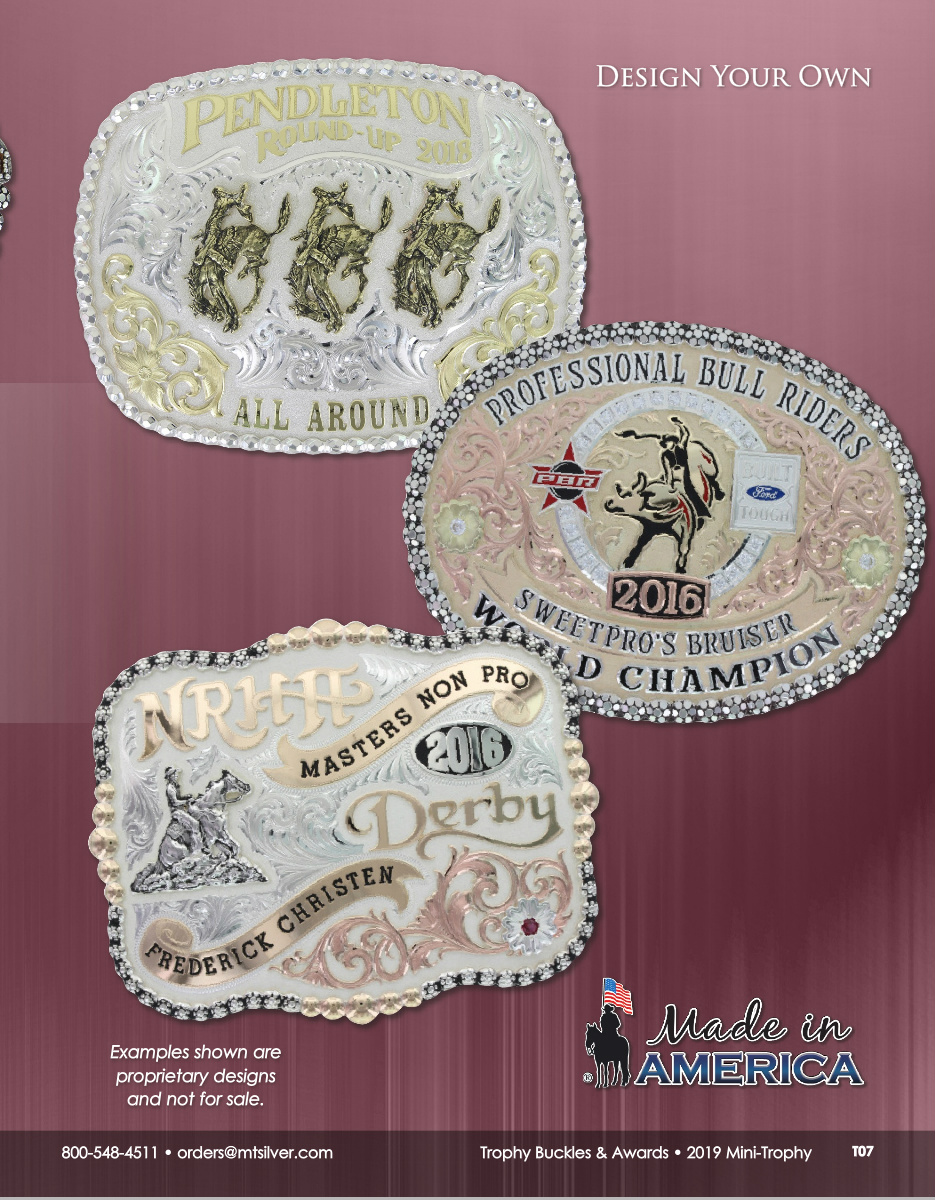 DESIGN YOUR OWN
PENDLETON
ROUND-UP 2018
ALL AROUND
PROFESSIONAL BULL RIDERS
PBR
BUILT
Ford
TOUGH
2016
SWEETPRO'S BRUISER
WO LD CHAMPION
NRHA
MASTERS NON PRO
2016
Derby
FREDERICK CHRISTEN
Made in
AMERICA
®
Examples shown are
proprietary designs
and not for sale.
800-548-4511 • orders@mtsilver.com
Trophy Buckles & Awards • 2019 Mini-Trophy T07